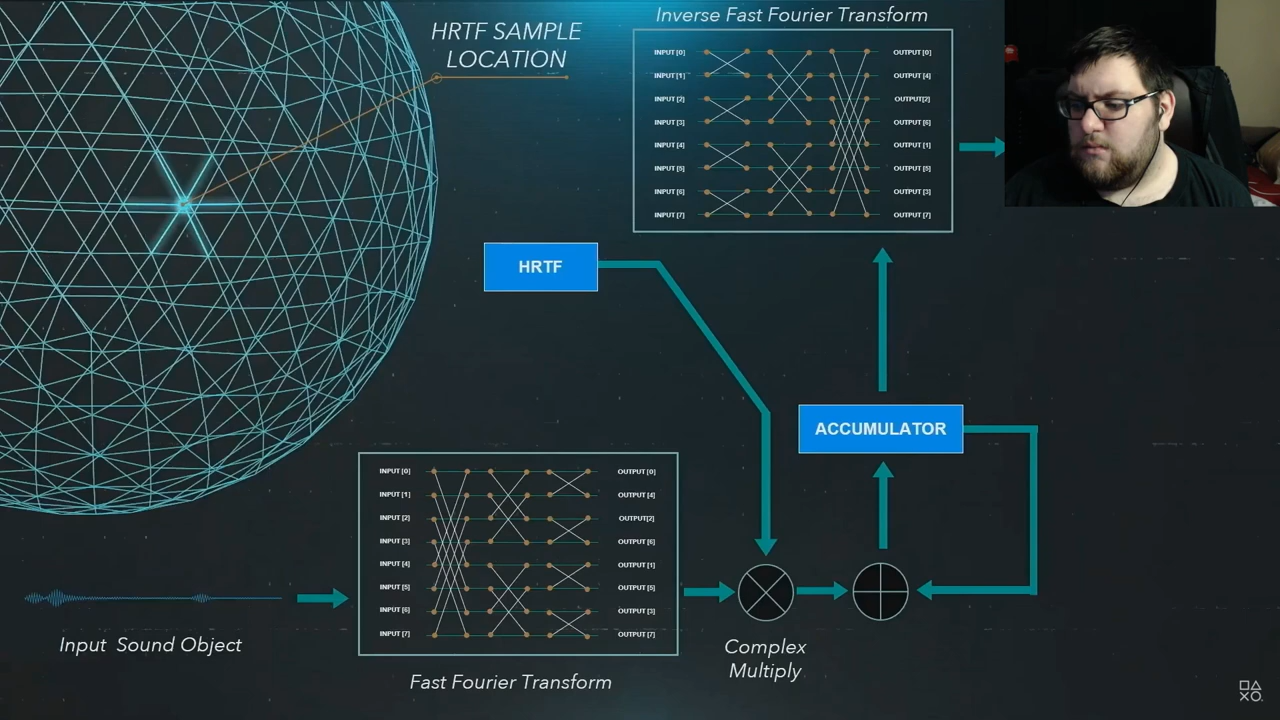 HRTF SAMPLE
LOCATION
Inverse Fast Fourier Transform
INPUT [0]
OUTPUT [0]
INPUT [1]
OUTPUT [4]
INPUT [2]
OUTPUT[2]
INPUT [3]
OUTPUT [6]
INPUT [4]
OUTPUT [1]
INPUT [5]
OUTPUT [5]
INPUT [6]
OUTPUT [3]
INPUT [7]
OUTPUT [7]
HRTF
ACCUMULATOR
INPUT [0]
OUTPUT [0]
INPUT [1]
OUTPUT [4]
INPUT [2]
OUTPUT[2]
INPUT [3]
OUTPUT [6]
INPUT [4]
OUTPUT [1]
INPUT [5]
OUTPUT [5]
INPUT [6]
OUTPUT [3]
INPUT [7]
OUTPUT [7]
Input Sound Object
Complex
Multiply
Fast Fourier Transform